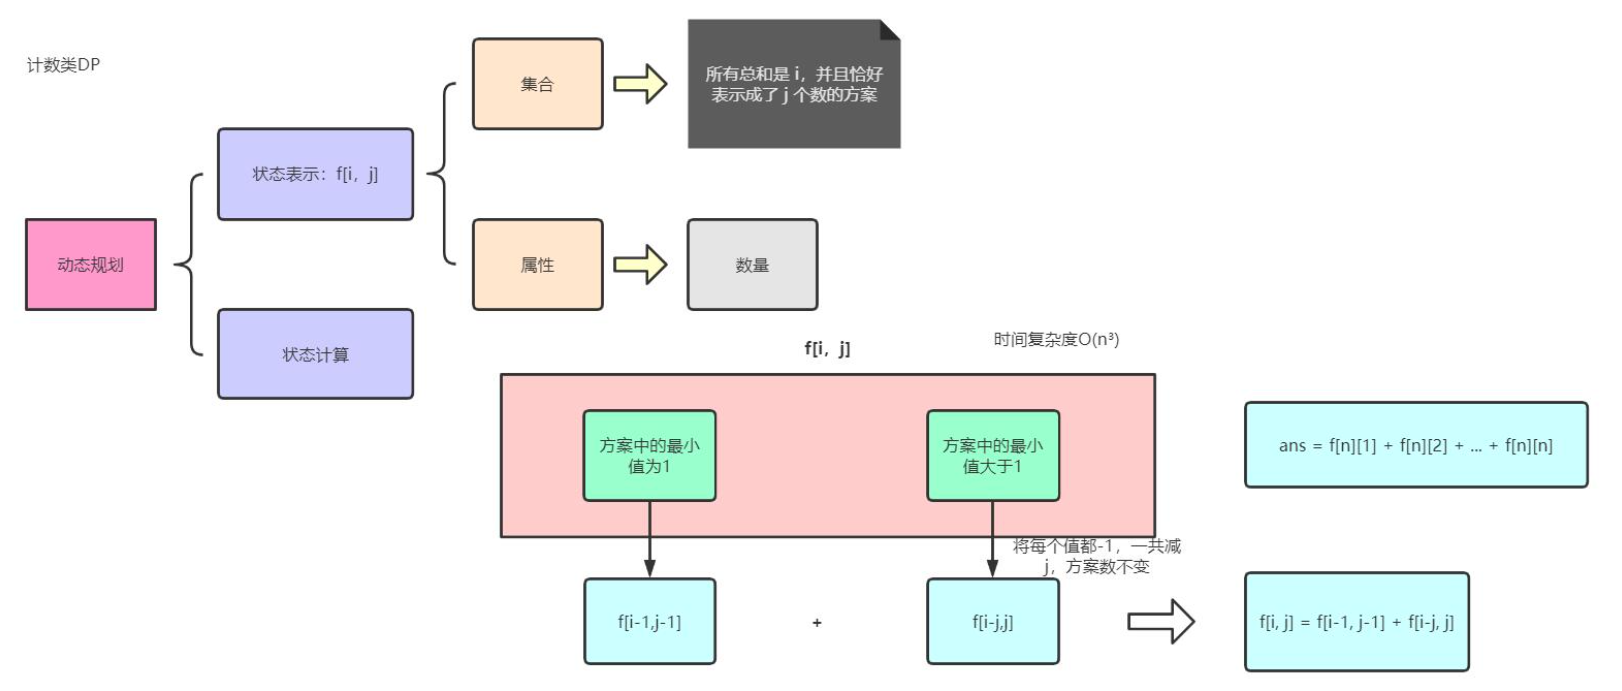 计数类DP
集合
所有总和是 i，并且恰好
表示成了 j 个数的方案
状态表示：f[i，j]
动态规划
属性
数量
状态计算
f[i，j]
时间复杂度O(n³)
方案中的最小
值为1
方案中的最小
值大于1
ans = f[n][1] + f[n][2] + ... + f[n][n]
将每个值都-1，一共减
j，方案数不变
f[i-1,j-1]
+
f[i-j,j]
f[i, j] = f[i-1, j-1] + f[i-j, j]